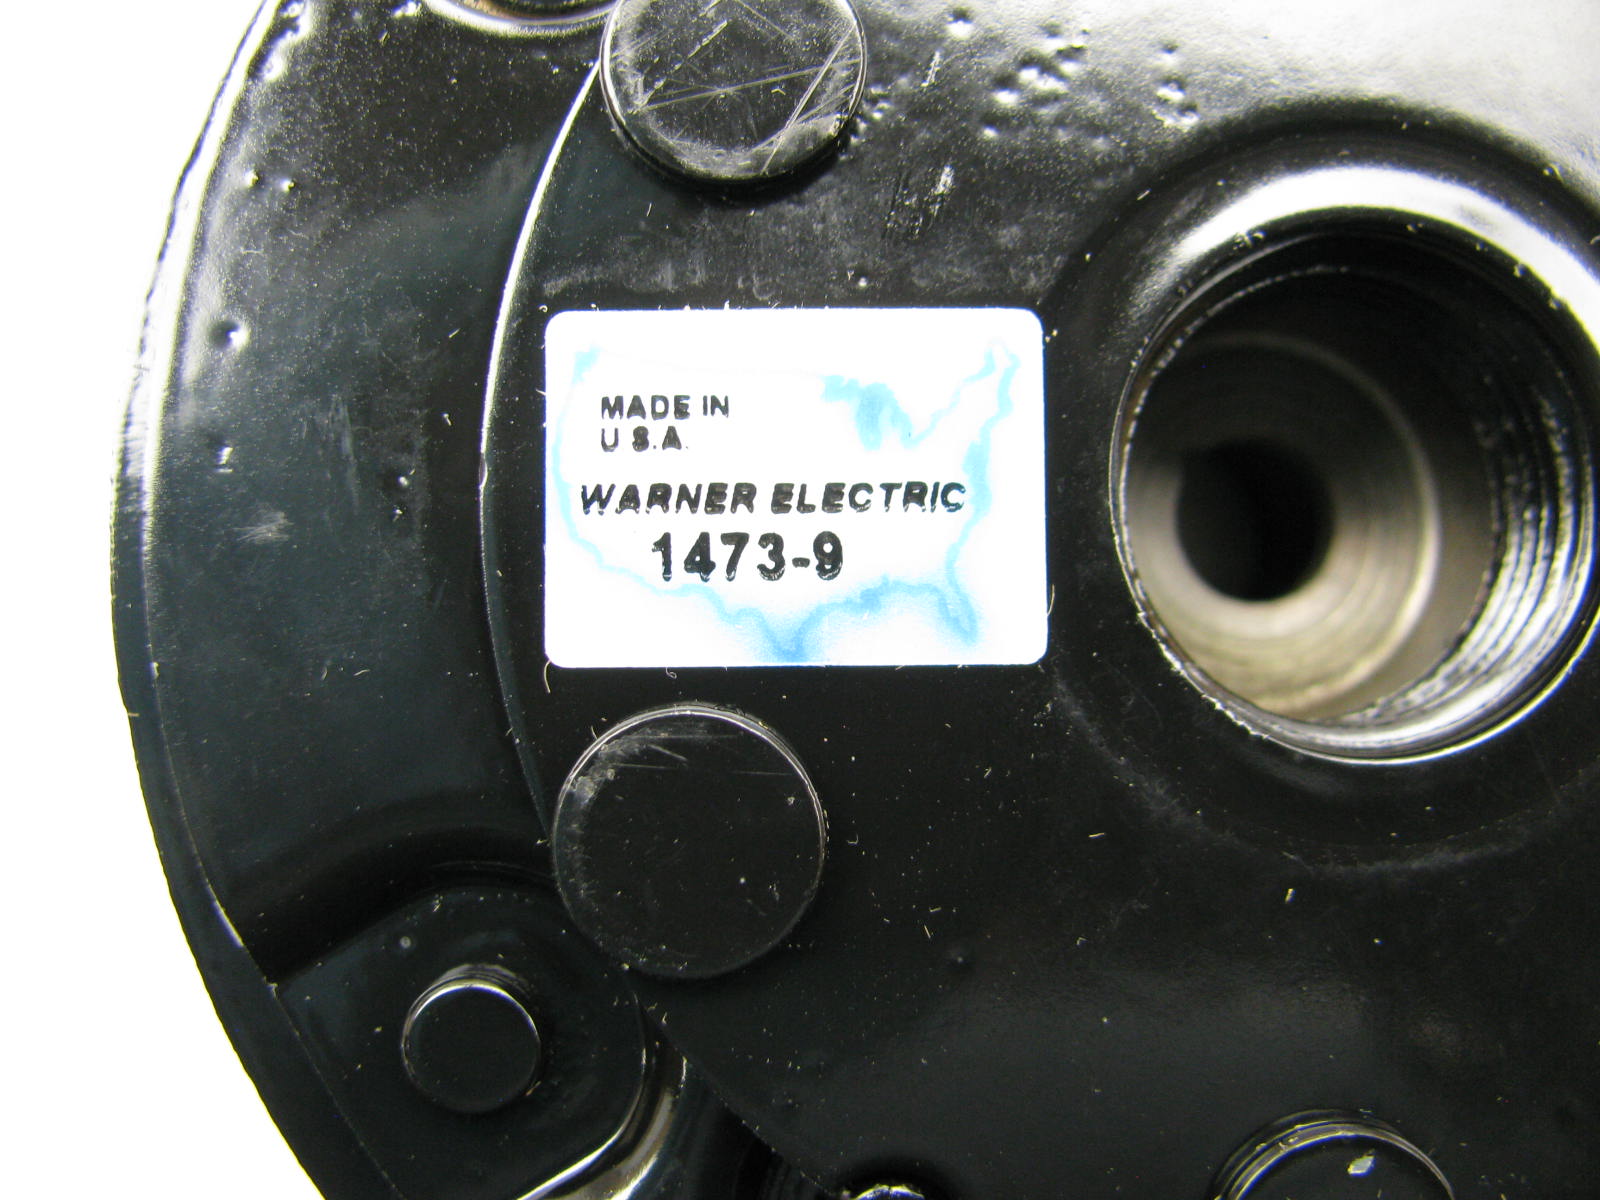 MADE IN
U S.A.
WARNER ELECTRIC
1473-9